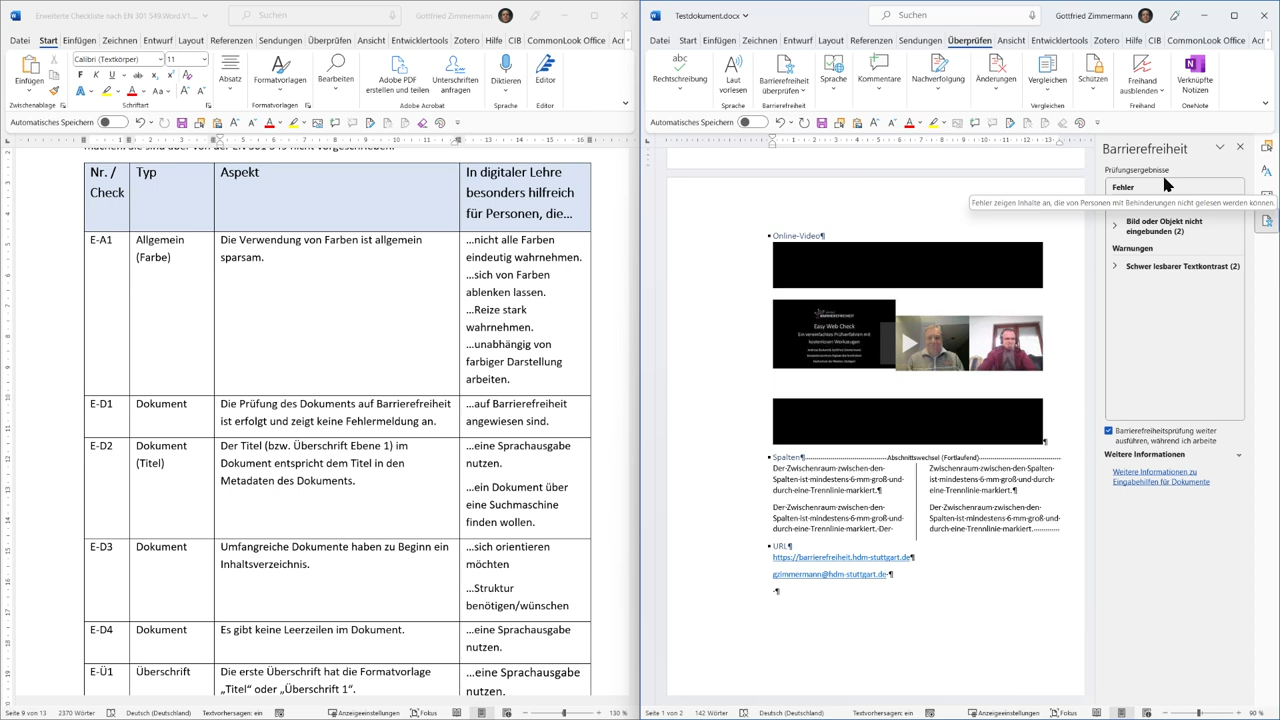 Erweiterte Checkliste nach EN 301 549.Word.V1...
Suchen
Gottfried Zimmermann
Datei Start Einfügen Zeichnen Entwurf Layout Referenzen Sendungen Überprüfen Ansicht Entwicklertools Zotero Hilfe CIB CommonLook Office Acr
Einfügen
Calibri (Textkörper) 11
F K U
Absatz
Formatvorlagen
Bearbeiten
Adobe PDF erstellen und teilen
Unterschriften anfragen
Diktieren
Editor
Zwischenablage
Schriftart
Formatvorlagen
Adobe Acrobat
Sprache
Editor
Automatisches Speichern
Nr. / Check
Typ
Aspekt
In digitaler Lehre
besonders hilfreich
für Personen, die…
E-A1
Allgemein
(Farbe)
Die Verwendung von Farben ist allgemein
sparsam.
…nicht alle Farben
eindeutig wahrnehmen.
…sich von Farben
ablenken lassen.
…Reize stark
wahrnehmen.
…unabhängig von
farbiger Darstellung
arbeiten.
E-D1
Dokument
Die Prüfung des Dokuments auf Barrierefreiheit
ist erfolgt und zeigt keine Fehlermeldung an.
…auf Barrierefreiheit
angewiesen sind.
E-D2
Dokument
(Titel)
Der Titel (bzw. Überschrift Ebene 1) im
Dokument entspricht dem Titel in den
Metadaten des Dokuments.
…eine Sprachausgabe
nutzen.
…ein Dokument über
eine Suchmaschine
finden wollen.
E-D3
Dokument
Umfangreiche Dokumente haben zu Beginn ein
Inhaltsverzeichnis.
…sich orientieren
möchten
…Struktur
benötigen/wünschen
E-D4
Dokument
Es gibt keine Leerzeilen im Dokument.
…eine Sprachausgabe
nutzen.
E-Ü1
Überschrift
Die erste Überschrift hat die Formatvorlage
„Titel“ oder „Überschrift 1“.
…eine Sprachausgabe
nutzen.
Seite 9 von 13 2370 Wörter Deutsch (Deutschland) Textvorhersagen: ein Anzeigeeinstellungen Fokus 130 %
Testdokument.docx
Suchen
Gottfried Zimmermann
Datei Start Einfügen Zeichnen Entwurf Layout Referenzen Sendungen Überprüfen Ansicht Entwicklertools Zotero Hilfe CIB CommonLook Office Acr
abc
Rechtschreibung
Laut vorlesen
Barrierefreiheit überprüfen
Sprache
Kommentare
Nachverfolgung
Änderungen
Vergleichen
Schützen
Freihand ausblenden
Verknüpfte Notizen
Sprache
Barrierefreiheit
Vergleichen
Freihand
OneNote
Automatisches Speichern
Online-Video¶
BARRIEREFREIHEIT
Easy Web Check
Ein vereinfachtes Prüfverfahren mit
kostenlosen Werkzeugen
Spalten¶ Abschnittswechsel (Fortlaufend)
Der·Zwischenraum·zwischen·den·
Spalten·ist·mindestens·6·mm·groß·und·
durch·eine·Trennlinie·markiert.¶
Der·Zwischenraum·zwischen·den·
Spalten·ist·mindestens·6·mm·groß·und·
durch·eine·Trennlinie·markiert.·Der·
Zwischenraum·zwischen·den·Spalten·
ist·mindestens·6·mm·groß·und·durch·
eine·Trennlinie·markiert.¶
Der·Zwischenraum·zwischen·den·
Spalten·ist·mindestens·6·mm·groß·und·
durch·eine·Trennlinie·markiert.
URL¶
https://barrierefreiheit.hdm-stuttgart.de¶
gzimmermann@hdm-stuttgart.de·¶
·¶
Barrierefreiheit
Prüfungsergebnisse
Fehler
Fehler zeigen Inhalte an, die von Personen mit Behinderungen nicht gelesen werden können.
Bild oder Objekt nicht
eingebunden (2)
Warnungen
Schwer lesbarer Textkontrast (2)
Barrierefreiheitsprüfung weiter
ausführen, während ich arbeite
Weitere Informationen
Weitere Informationen zu
Eingabehilfen für Dokumente
Seite 1 von 2 142 Wörter Deutsch (Deutschland) Textvorhersagen: ein Anzeigeeinstellungen Fokus 90 %